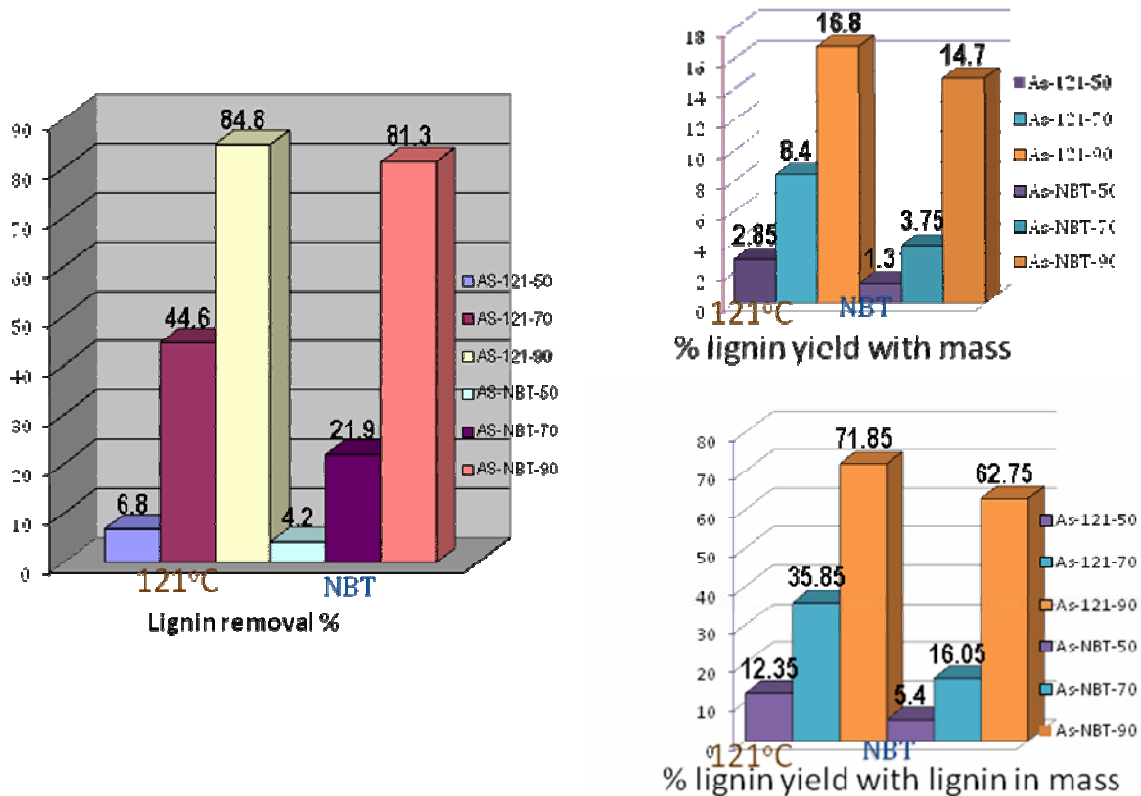 90
80
70
60
50
40
30
20
10
0
6.8
44.6
84.8
4.2
21.9
81.3
AS-121-50
AS-121-70
AS-121-90
AS-NBT-50
AS-NBT-70
AS-NBT-90
121°C
NBT
Lignin removal %
18
16
14
12
10
8
6
4
2
0
2.85
8.4
16.8
1.3
3.75
14.7
As-121-50
As-121-70
As-121-90
As-NBT-50
As-NBT-70
As-NBT-90
121°C
NBT
% lignin yield with mass
80
70
60
50
40
30
20
10
0
12.35
35.85
71.85
5.4
16.05
62.75
As-121-50
As-121-70
As-121-90
As-NBT-50
As-NBT-70
As-NBT-90
121°C
NBT
% lignin yield with lignin in mass